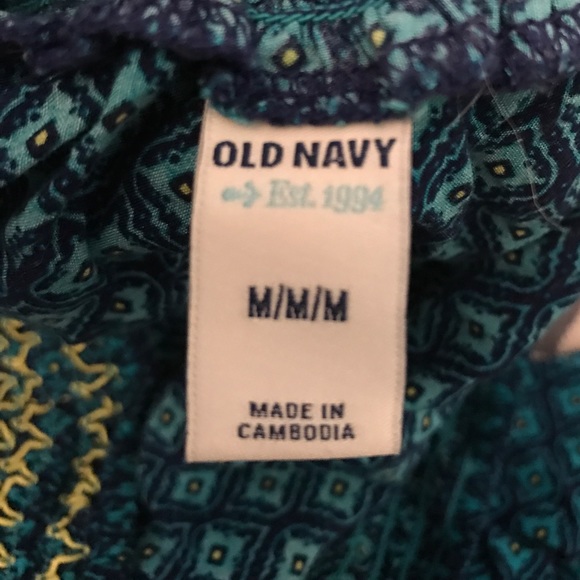 OLD NAVY
Est. 1994
M/M/M
MADE IN
CAMBODIA